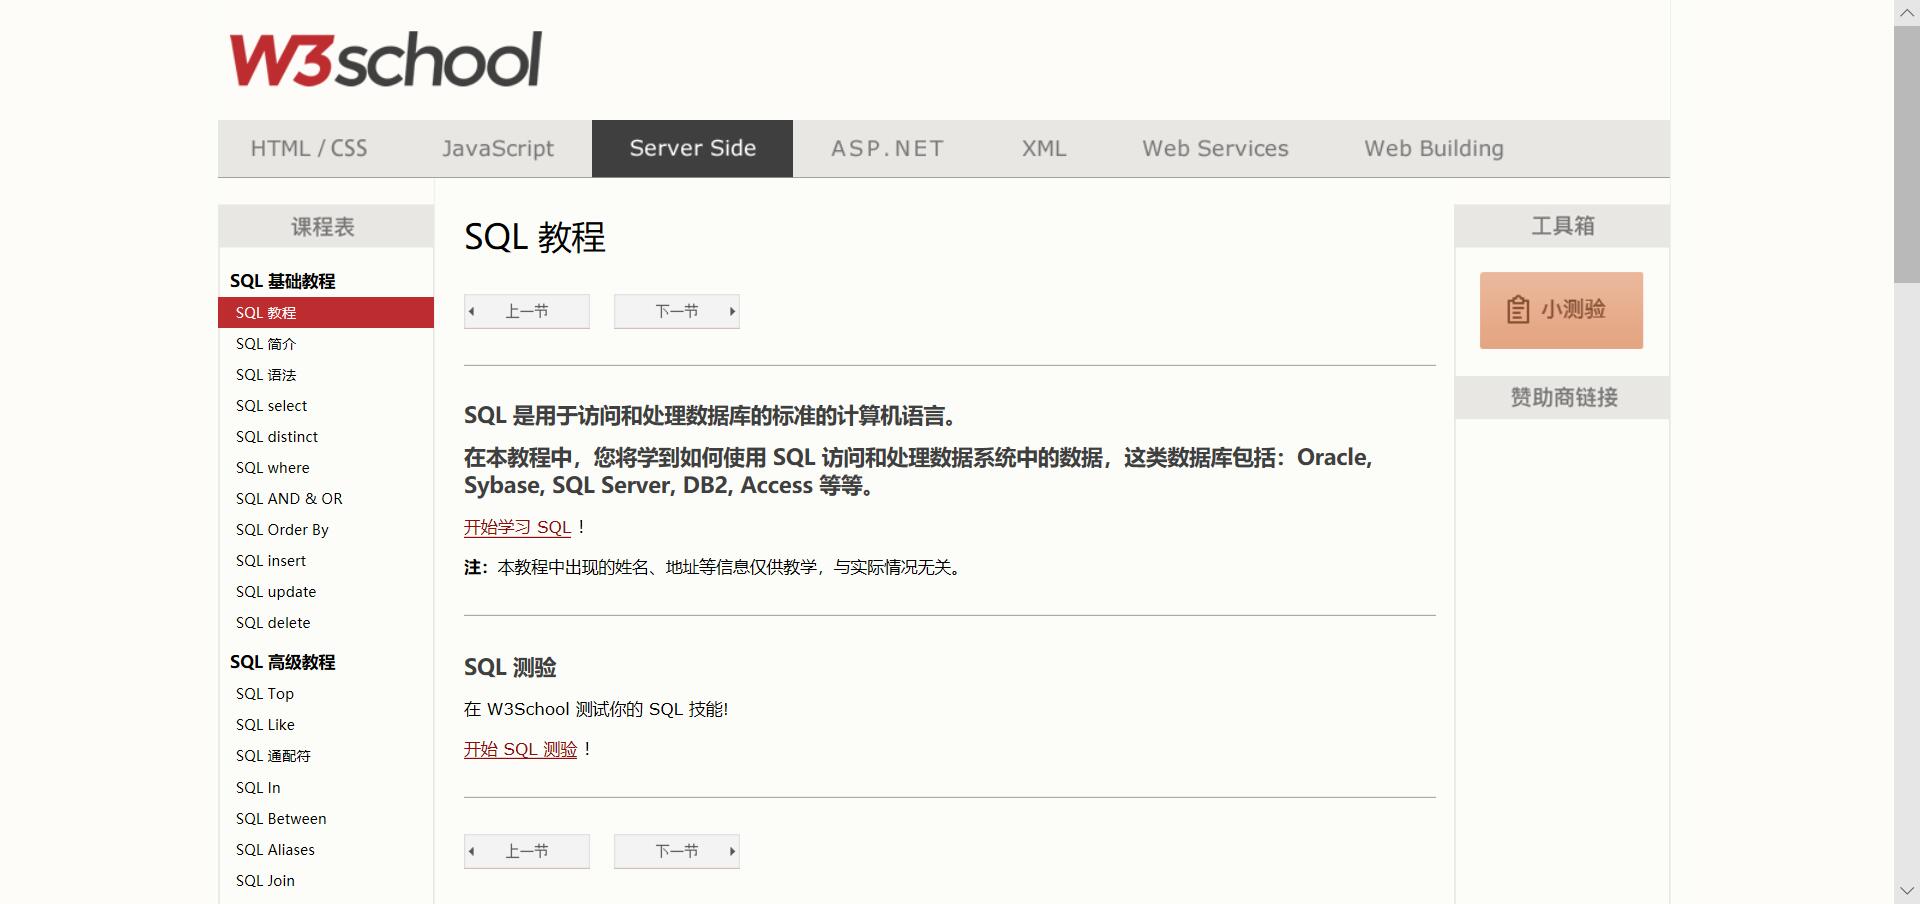 W3school
HTML / CSS
JavaScript
Server Side
ASP.NET
XML
Web Services
Web Building
课程表
SQL 基础教程
SQL 教程
SQL 简介
SQL 语法
SQL select
SQL distinct
SQL where
SQL AND & OR
SQL Order By
SQL insert
SQL update
SQL delete
SQL 高级教程
SQL Top
SQL Like
SQL 通配符
SQL In
SQL Between
SQL Aliases
SQL Join
SQL 教程
上一节
下一节
SQL 是用于访问和处理数据库的标准的计算机语言。
在本教程中，您将学到如何使用 SQL 访问和处理数据系统中的数据，这类数据库包括：Oracle,
Sybase, SQL Server, DB2, Access 等等。
开始学习 SQL ！
注：本教程中出现的姓名、地址等信息仅供教学，与实际情况无关。
SQL 测验
在 W3School 测试你的 SQL 技能!
开始 SQL 测验 ！
上一节
下一节
工具箱
小测验
赞助商链接